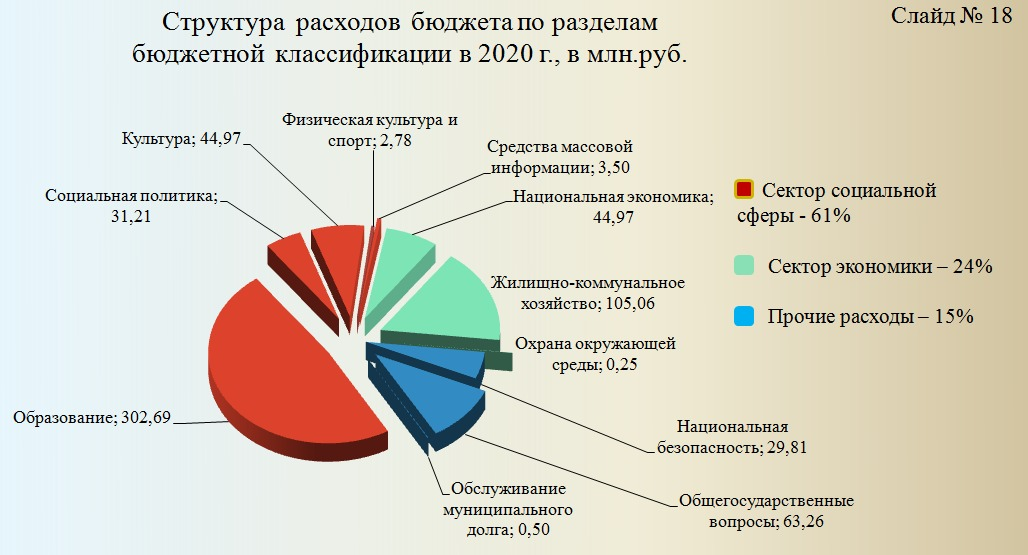 Слайд № 18
Структура расходов бюджета по разделам
бюджетной классификации в 2020 г., в млн.руб.
Физическая культура и
спорт; 2,78
Культура; 44,97
Средства массовой
информации; 3,50
Социальная политика;
31,21
Национальная экономика;
44,97
Жилищно-коммунальное
хозяйство; 105,06
Охрана окружающей
среды; 0,25
Образование; 302,69
Национальная
безопасность; 29,81
Обслуживание
муниципального
долга; 0,50
Общегосударственные
вопросы; 63,26
Сектор социальной
сферы - 61%
Сектор экономики – 24%
Прочие расходы – 15%